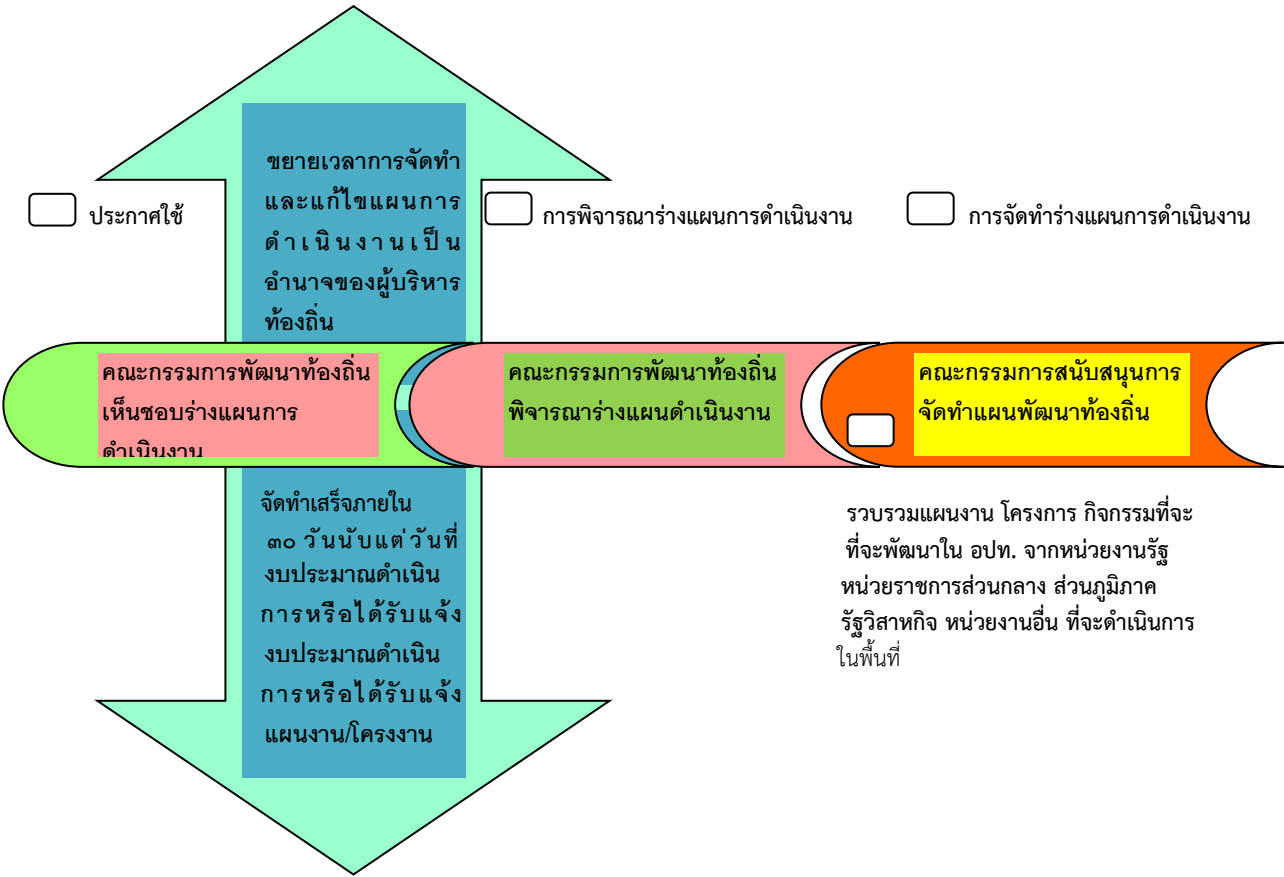 ขยายเวลาการจัดทำ
และแก้ไขแผนการ
ดำเนินงานเป็น
อำนาจของผู้บริหาร
ท้องถิ่น
ประกาศใช้
การพิจารณาร่างแผนการดำเนินงาน
การจัดทำร่างแผนการดำเนินงาน
คณะกรรมการพัฒนาท้องถิ่น
เห็นชอบร่างแผนการ
ดำเนินงาน
คณะกรรมการพัฒนาท้องถิ่น
พิจารณาร่างแผนดำเนินงาน
คณะกรรมการสนับสนุนการ
จัดทำแผนพัฒนาท้องถิ่น
จัดทำเสร็จภายใน
๓๐ วันนับแต่วันที่
งบประมาณดำเนิน
การหรือได้รับแจ้ง
งบประมาณดำเนิน
การหรือได้รับแจ้ง
แผนงาน/โครงงาน
รวบรวมแผนงาน โครงการ กิจกรรมที่จะ
ที่จะพัฒนาใน อปท. จากหน่วยงานรัฐ
หน่วยราชการส่วนกลาง ส่วนภูมิภาค
รัฐวิสาหกิจ หน่วยงานอื่น ที่จะดำเนินการ
ในพื้นที่